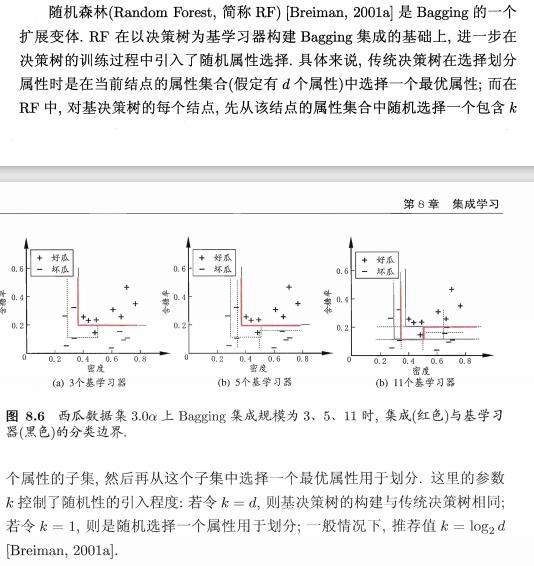 随机森林(Random Forest, 简称 RF) [Breiman, 2001a] 是 Bagging 的一个
扩展变体. RF 在以决策树为基学习器构建 Bagging 集成的基础上, 进一步在
决策树的训练过程中引入了随机属性选择. 具体来说, 传统决策树在选择划分
属性时是在当前结点的属性集合(假定有 d 个属性)中选择一个最优属性; 而在
RF 中, 对基决策树的每个结点, 先从该结点的属性集合中随机选择一个包含 k
第 8 章 集成学习
+ 好瓜
- 坏瓜
含糖率
0.6
0.4
0.2
0 0.2 0.4 0.6 0.8
密度
(a) 3个基学习器
+ 好瓜
- 坏瓜
含糖率
0.6
0.4
0.2
0 0.2 0.4 0.6 0.8
密度
(b) 5个基学习器
+ 好瓜
- 坏瓜
含糖率
0.6
0.4
0.2
0 0.2 0.4 0.6 0.8
密度
(b) 11个基学习器
图 8.6 西瓜数据集 3.0α 上 Bagging 集成规模为 3、5、11 时, 集成(红色)与基学习
器(黑色)的分类边界.
个属性的子集, 然后再从这个子集中选择一个最优属性用于划分. 这里的参数
k 控制了随机性的引入程度: 若令 k = d, 则基决策树的构建与传统决策树相同;
若令 k = 1, 则是随机选择一个属性用于划分; 一般情况下, 推荐值 k = log₂ d
[Breiman, 2001a].